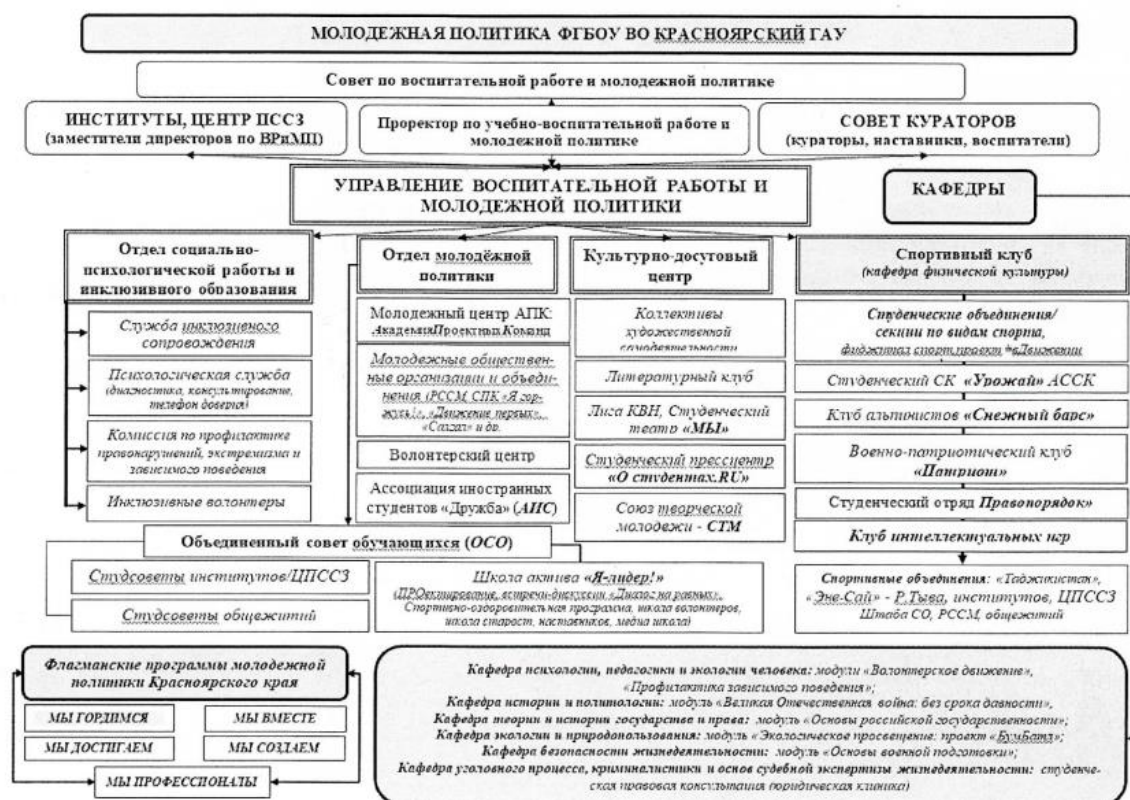 МОЛОДЕЖНАЯ ПОЛИТИКА ФГБОУ ВО КРАСНОЯРСКИЙ ГАУ
Совет по воспитательной работе и молодежной политике
ИНСТИТУТЫ, ЦЕНТР ПССЗ
(заместители директоров по ВРиМП)
Проректор по учебно-воспитательной работе и
молодежной политике
СОВЕТ КУРАТОРОВ
(кураторы, наставники, воспитатели)
УПРАВЛЕНИЕ ВОСПИТАТЕЛЬНОЙ РАБОТЫ И
МОЛОДЕЖНОЙ ПОЛИТИКИ
КАФЕДРЫ
Отдел социально-
психологической работы и
инклюзивного образования
Служба инклюзивного
сопровождения
Психологическая служба
(диагностика, консультирование,
телефон доверия)
Комиссия по профилактике
правонарушений, экстремизма и
зависимого поведения
Инклюзивные волонтеры
Отдел молодёжной
политики
Молодежный центр АПК:
АкадемияПроектныхКоманд
Молодежные обществен-
ные организации и объеди-
нения (РССМ, СПК «Я гор-
жусь!», «Движение первых»,
и др.
Волонтерский центр
Ассоциация иностранных
студентов «Дружба» (АИС)
Культурно-досуговый
центр
Коллективы
художественной
самодеятельности
Литературный клуб
Лига КВН, Студенческий
театр «МЫ»
Студенческий прессцентр
«О студентах.RU»
Союз творческой
молодежи - СТМ
Спортивный клуб
(кафедра физической культуры)
Студенческие объединения/
секции по видам спорта,
фиджитал спорт,проект
Студенческий СК «Урожай» АССК
Клуб альпинистов «Снежный барс»
Военно-патриотический клуб
«Патриот»
Студенческий отряд Правопорядок»
Клуб интеллектуальных игр
Спортивные объединения: «Таджикистан»,
«Эне-Сай» - Р.Тыва, институтов, ЦПССЗ
Штаба СО, РССМ, общежитий
Объединенный совет обучающихся (ОСО)
Студсоветы институтов/ЦПССЗ
Студсоветы общежитий
Школа актива «Я-лидер!»
(ПРОектирование, встречи-дискуссии «Диалог на равных»,
Спортивно-оздоровительная программа, школа волонтеров,
школа старост, наставников, медиа школа)
Флагманские программы молодежной
политики Красноярского края
МЫ ГОРДИМСЯ
МЫ ВМЕСТЕ
МЫ ДОСТИГАЕМ
МЫ СОЗДАЕМ
МЫ ПРОФЕССИОНАЛЫ
Кафедра психологии, педагогики и экологии человека: модули «Волонтерское движение»,
«Профилактика зависимого поведения»;
Кафедра истории и политологии: модуль «Великая Отечественная война: без срока давности»,
Кафедра теории и истории государства и права: модуль «Основы российской государственности»;
Кафедра экологии и природопользования: модуль «Экологическое просвещение: проект «БумБатл»;
Кафедра безопасности жизнедеятельности: модуль «Основы военной подготовки»;
Кафедра уголовного процесса, криминалистики и основ судебной экспертизы жизнедеятельности: студенче-
ская правовая консультация (юридическая клиника)